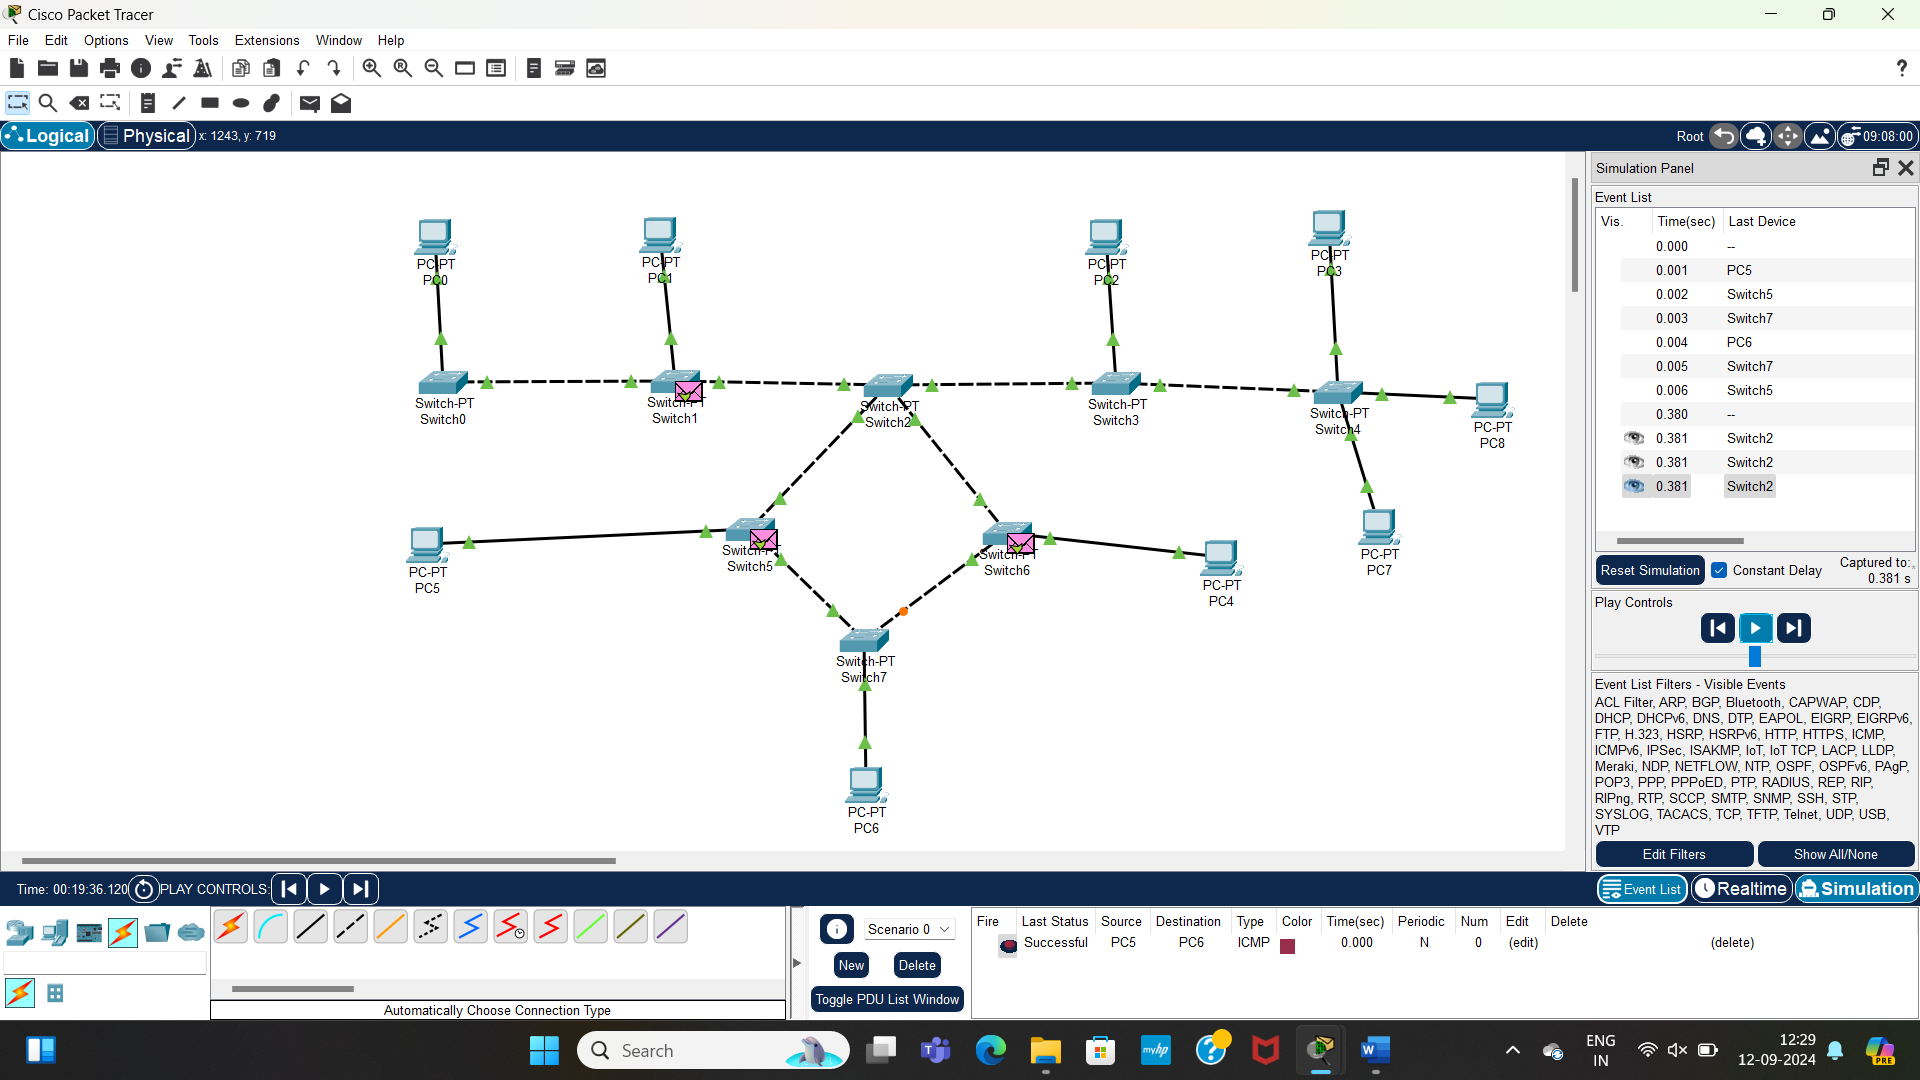 Cisco Packet Tracer
File Edit Options View Tools Extensions Window Help
Logical Physical x: 1243, y: 719 Root 09:08:00
PC-PT
PC0
PC-PT
PC1
PC-PT
PC2
PC-PT
PC3
Switch-PT
Switch0
Switch-PT
Switch1
Switch-PT
Switch2
Switch-PT
Switch3
Switch-PT
Switch4
PC-PT
PC8
PC-PT
PC5
Switch-PT
Switch5
Switch-PT
Switch6
PC-PT
PC4
PC-PT
PC7
Switch-PT
Switch7
PC-PT
PC6
Simulation Panel
Event List
Vis. Time(sec) Last Device
0.000 --
0.001 PC5
0.002 Switch5
0.003 Switch7
0.004 PC6
0.005 Switch7
0.006 Switch5
0.380 --
0.381 Switch2
0.381 Switch2
0.381 Switch2
Reset Simulation Constant Delay Captured to:
0.381 s
Play Controls
Event List Filters - Visible Events
ACL Filter, ARP, BGP, Bluetooth, CAPWAP, CDP,
DHCP, DHCPv6, DNS, DTP, EAPOL, EIGRP, EIGRPv6,
FTP, H.323, HSRP, HSRPv6, HTTP, HTTPS, ICMP,
ICMPv6, IPSec, ISAKMP, IoT, IoT TCP, LACP, LLDP,
Meraki, NDP, NETFLOW, NTP, OSPF, OSPFv6, PAgP,
POP3, PPP, PPPoED, PTP, RADIUS, REP, RIP,
RIPng, RTP, SCCP, SMTP, SNMP, SSH, STP,
SYSLOG, TACACS, TCP, TFTP, Telnet, UDP, USB,
VTP
Edit Filters Show All/None
Time: 00:19:36.120 PLAY CONTROLS:
Event List Realtime Simulation
Automatically Choose Connection Type
Scenario 0
New Delete
Toggle PDU List Window
Fire Last Status Source Destination Type Color Time(sec) Periodic Num Edit Delete
Successful PC5 PC6 ICMP 0.000 N 0 (edit) (delete)
Search
myhp
ENG
IN
12:29
12-09-2024
PRE